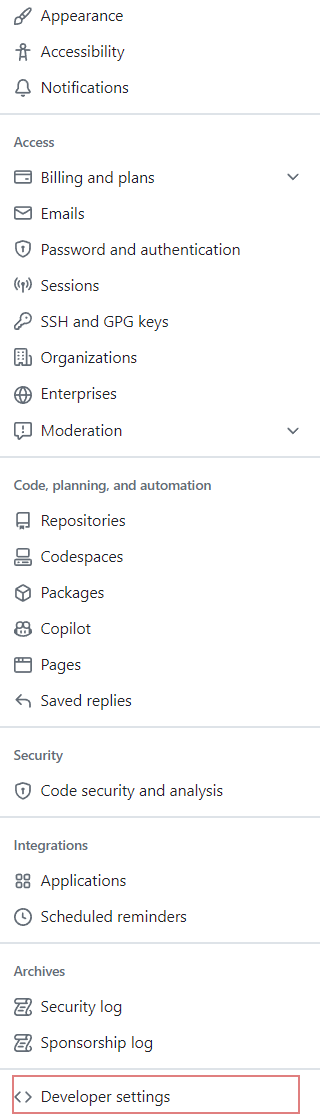 Appearance
Accessibility
Notifications
Access
Billing and plans
Emails
Password and authentication
Sessions
SSH and GPG keys
Organizations
Enterprises
Moderation
Code, planning, and automation
Repositories
Codespaces
Packages
Copilot
Pages
Saved replies
Security
Code security and analysis
Integrations
Applications
Scheduled reminders
Archives
Security log
Sponsorship log
Developer settings